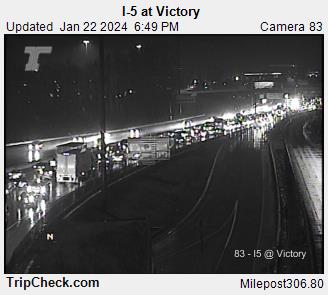 I-5 at Victory
Updated Jan 22 2024 6:49 PM Camera 83
T
N
83 - I5 @ Victory
TripCheck.com Milepost306.80